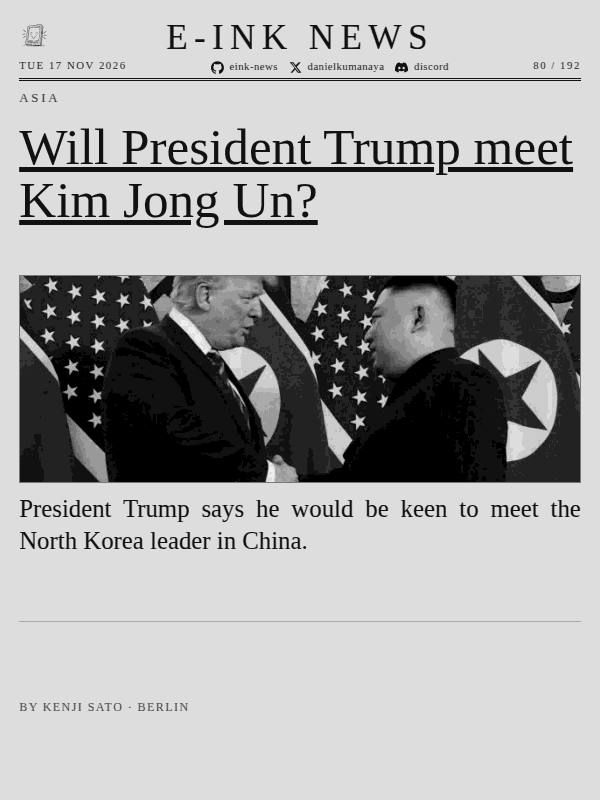 E-INK NEWS
TUE 17 NOV 2026
eink-news danielkumanaya discord
80 / 192
ASIA
Will President Trump meet
Kim Jong Un?
President Trump says he would be keen to meet the
North Korea leader in China.
BY KENJI SATO · BERLIN